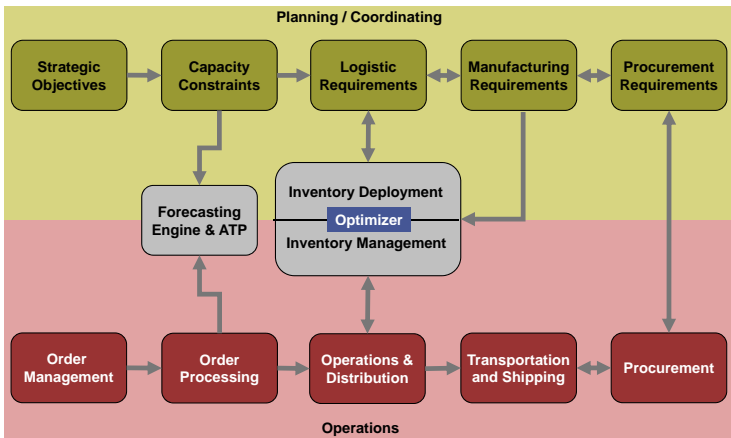 Planning / Coordinating
Strategic
Objectives
Capacity
Constraints
Logistic
Requirements
Manufacturing
Requirements
Procurement
Requirements
Forecasting
Engine & ATP
Inventory Deployment
Optimizer
Inventory Management
Order
Management
Order
Processing
Operations &
Distribution
Transportation
and Shipping
Procurement
Operations